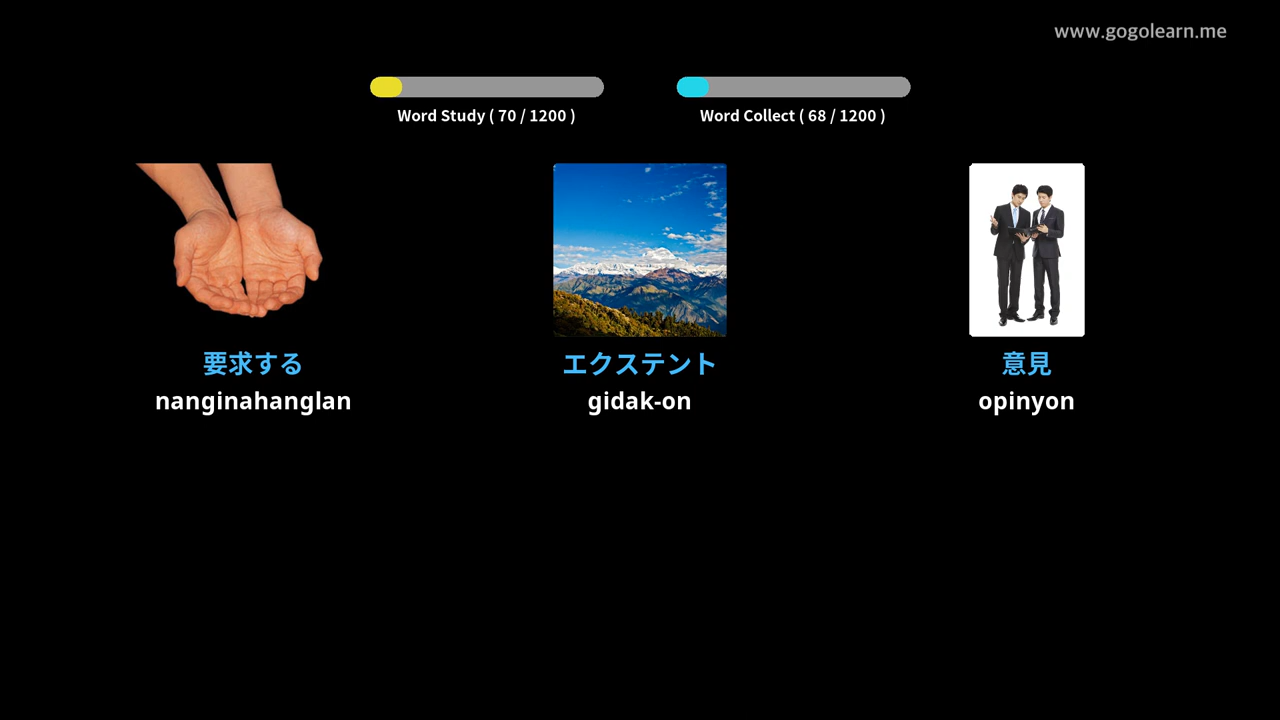 www.gogolearn.me
Word Study ( 70 / 1200 )
Word Collect ( 68 / 1200 )
要求する
エクステント
意見
nanginahanglan
gidak-on
opinyon